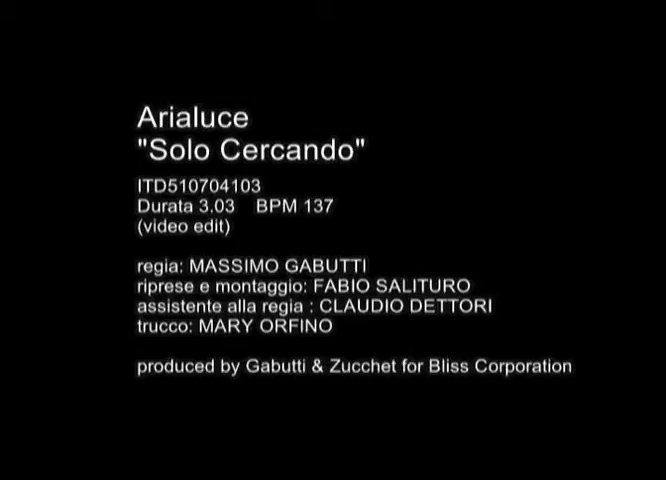 Arialuce
"Solo Cercando"
ITD510704103
Durata 3.03 BPM 137
(video edit)
regia: MASSIMO GABUTTI
riprese e montaggio: FABIO SALITURO
assistente alla regia : CLAUDIO DETTORI
trucco: MARY ORFINO
produced by Gabutti & Zucchet for Bliss Corporation